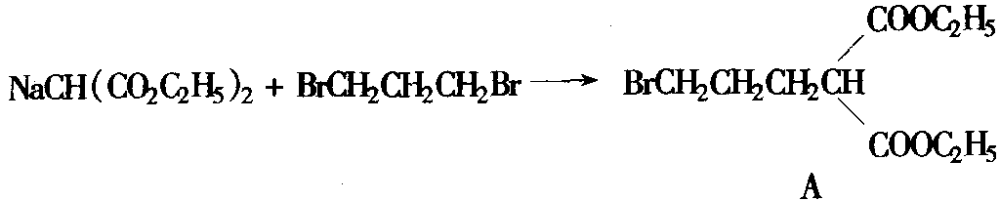 COOC₂H₅
NaCH(CO₂C₂H₅)₂ + BrCH₂CH₂CH₂Br → BrCH₂CH₂CH₂CH
COOC₂H₅
A